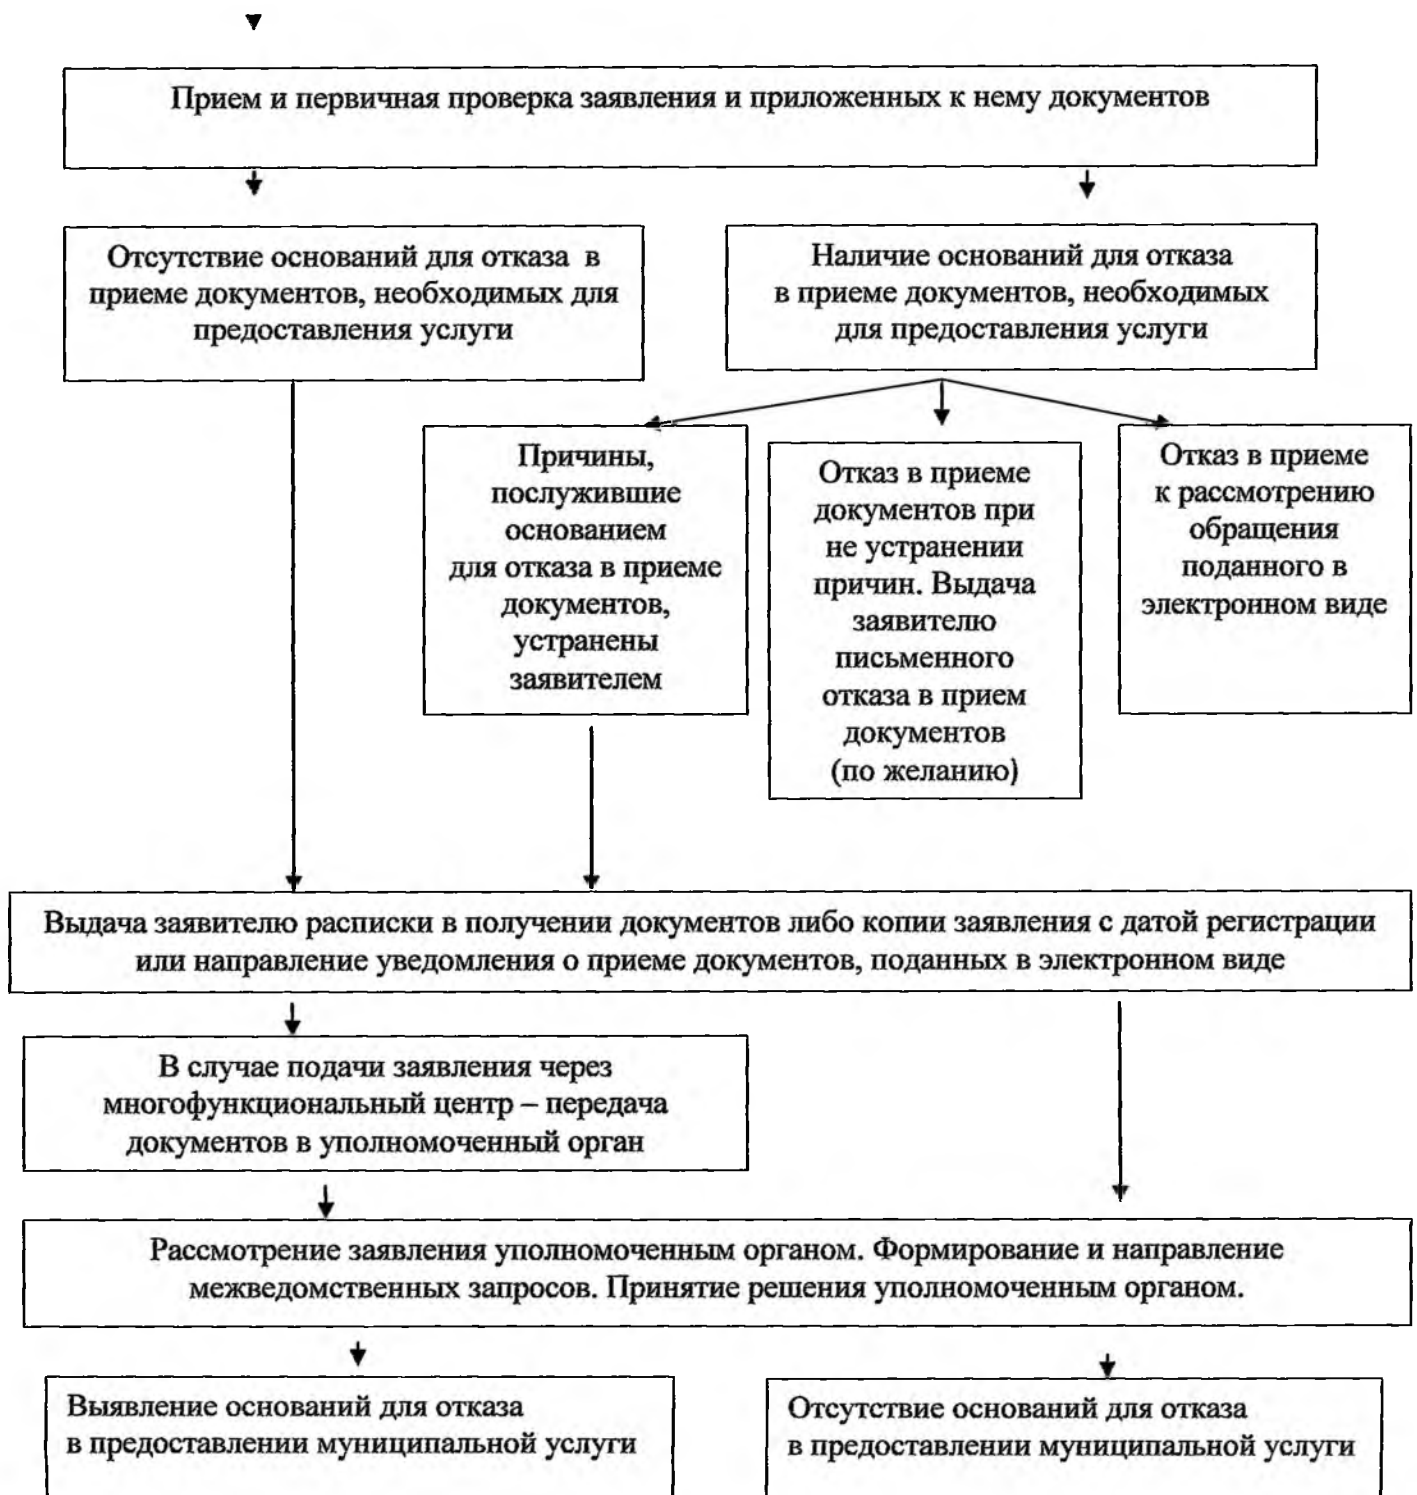 Прием и первичная проверка заявления и приложенных к нему документов
Отсутствие оснований для отказа в
приеме документов, необходимых для
предоставления услуги
Наличие оснований для отказа
в приеме документов, необходимых
для предоставления услуги
Причины,
послужившие
основанием
для отказа в приеме
документов,
устранены
заявителем
Отказ в приеме
документов при
не устранении
причин. Выдача
заявителю
письменного
отказа в прием
документов
(по желанию)
Отказ в приеме
к рассмотрению
обращения
поданного в
электронном виде
Выдача заявителю расписки в получении документов либо копии заявления с датой регистрации
или направление уведомления о приеме документов, поданных в электронном виде
В случае подачи заявления через
многофункциональный центр – передача
документов в уполномоченный орган
Рассмотрение заявления уполномоченным органом. Формирование и направление
межведомственных запросов. Принятие решения уполномоченным органом.
Выявление оснований для отказа
в предоставлении муниципальной услуги
Отсутствие оснований для отказа
в предоставлении муниципальной услуги